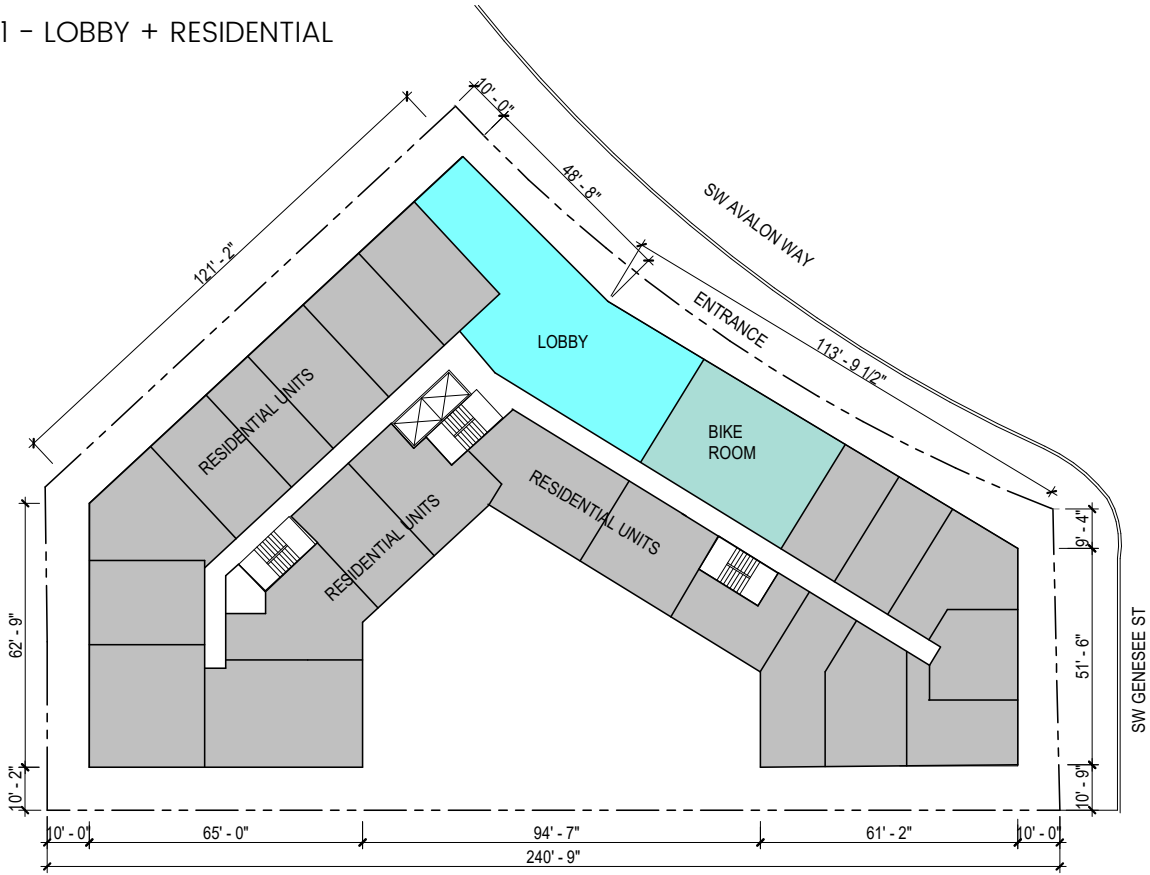 1 - LOBBY + RESIDENTIAL
10' - 0"
48' - 8"
SW AVALON WAY
121' - 2"
ENTRANCE
LOBBY
113' - 9 1/2"
RESIDENTIAL UNITS
BIKE
ROOM
RESIDENTIAL UNITS
RESIDENTIAL UNITS
9' - 4"
62' - 9"
51' - 6"
SW GENESEE ST
10' - 2"
10' - 9"
10' - 0"
65' - 0"
94' - 7"
61' - 2"
10' - 0"
240' - 9"